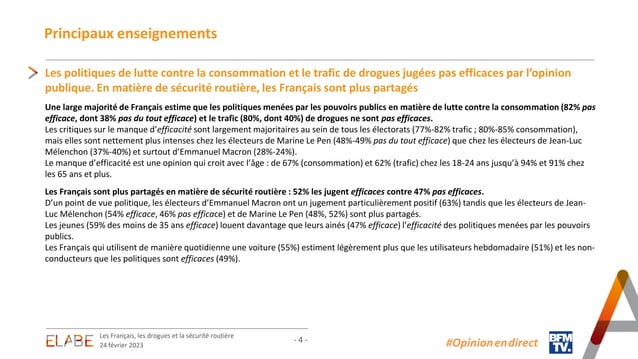 Principaux enseignements
Les politiques de lutte contre la consommation et le trafic de drogues jugées pas efficaces par l'opinion
publique. En matière de sécurité routière, les Français sont plus partagés
Une large majorité de Français estime que les politiques menées par les pouvoirs publics en matière de lutte contre la consommation (82% pas
efficace, dont 38% pas du tout efficace) et le trafic (80%, dont 40%) de drogues ne sont pas efficaces.
Les critiques sur le manque d'efficacité sont largement majoritaires au sein de tous les électorats (77%-82% trafic ; 80%-85% consommation),
mais elles sont nettement plus intenses chez les électeurs de Marine Le Pen (48%-49% pas du tout efficace) que chez les électeurs de Jean-Luc
Mélenchon (37%-40%) et surtout d'Emmanuel Macron (28%-24%).
Le manque d'efficacité est une opinion qui croit avec l'âge : de 67% (consommation) et 62% (trafic) chez les 18-24 ans jusqu'à 94% et 91% chez
les 65 ans et plus.
Les Français sont plus partagés en matière de sécurité routière : 52% les jugent efficaces contre 47% pas efficaces.
D'un point de vue politique, les électeurs d'Emmanuel Macron ont un jugement particulièrement positif (63%) tandis que les électeurs de Jean-
Luc Mélenchon (54% efficace, 46% pas efficace) et de Marine Le Pen (48%, 52%) sont plus partagés.
Les jeunes (59% des moins de 35 ans efficace) louent davantage que leurs ainés (47% efficace) l'efficacité des politiques menées par les pouvoirs
publics.
Les Français qui utilisent de manière quotidienne une voiture (55%) estiment légèrement plus que les utilisateurs hebdomadaire (51%) et les non-
conducteurs que les politiques sont efficaces (49%).
ELABE
Les Français, les drogues et la sécurité routière
24 février 2023
- 4 -
#Opinionendirect
BFM
TV.